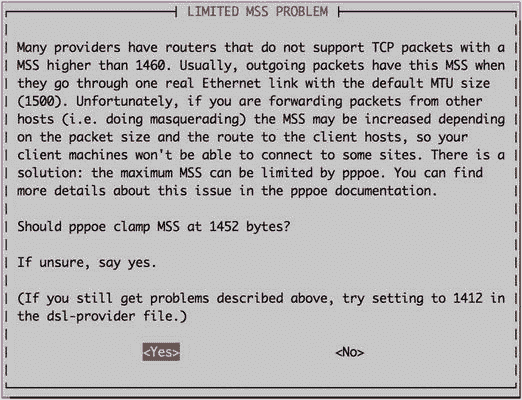 LIMITED MSS PROBLEM
Many providers have routers that do not support TCP packets with a
MSS higher than 1460. Usually, outgoing packets have this MSS when
they go through one real Ethernet link with the default MTU size
(1500). Unfortunately, if you are forwarding packets from other
hosts (i.e. doing masquerading) the MSS may be increased depending
on the packet size and the route to the client hosts, so your
client machines won't be able to connect to some sites. There is a
solution: the maximum MSS can be limited by pppoe. You can find
more details about this issue in the pppoe documentation.
Should pppoe clamp MSS at 1452 bytes?
If unsure, say yes.
(If you still get problems described above, try setting to 1412 in
the dsl-provider file.)
<Yes> <No>